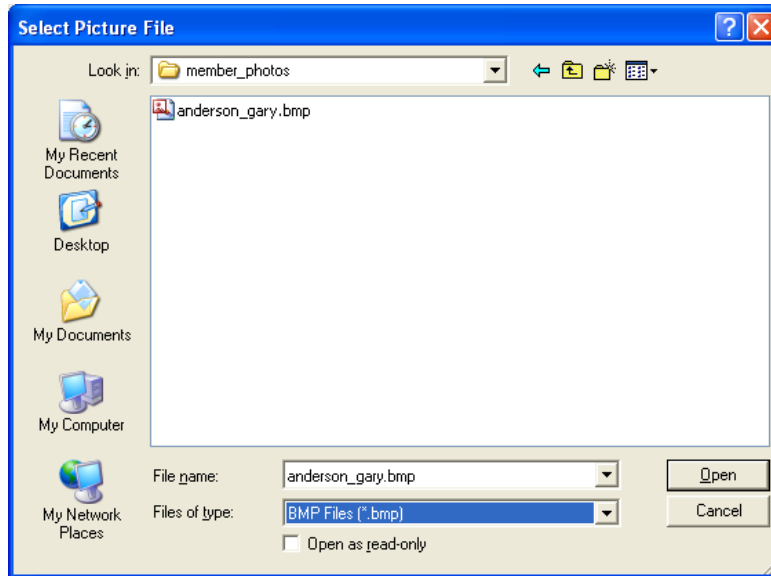 Select Picture File
Look in: member_photos
anderson_gary.bmp
My Recent
Documents
Desktop
My Documents
My Computer
My Network
Places
File name: anderson_gary.bmp Open
Files of type: BMP Files (*.bmp) Cancel
Open as read-only